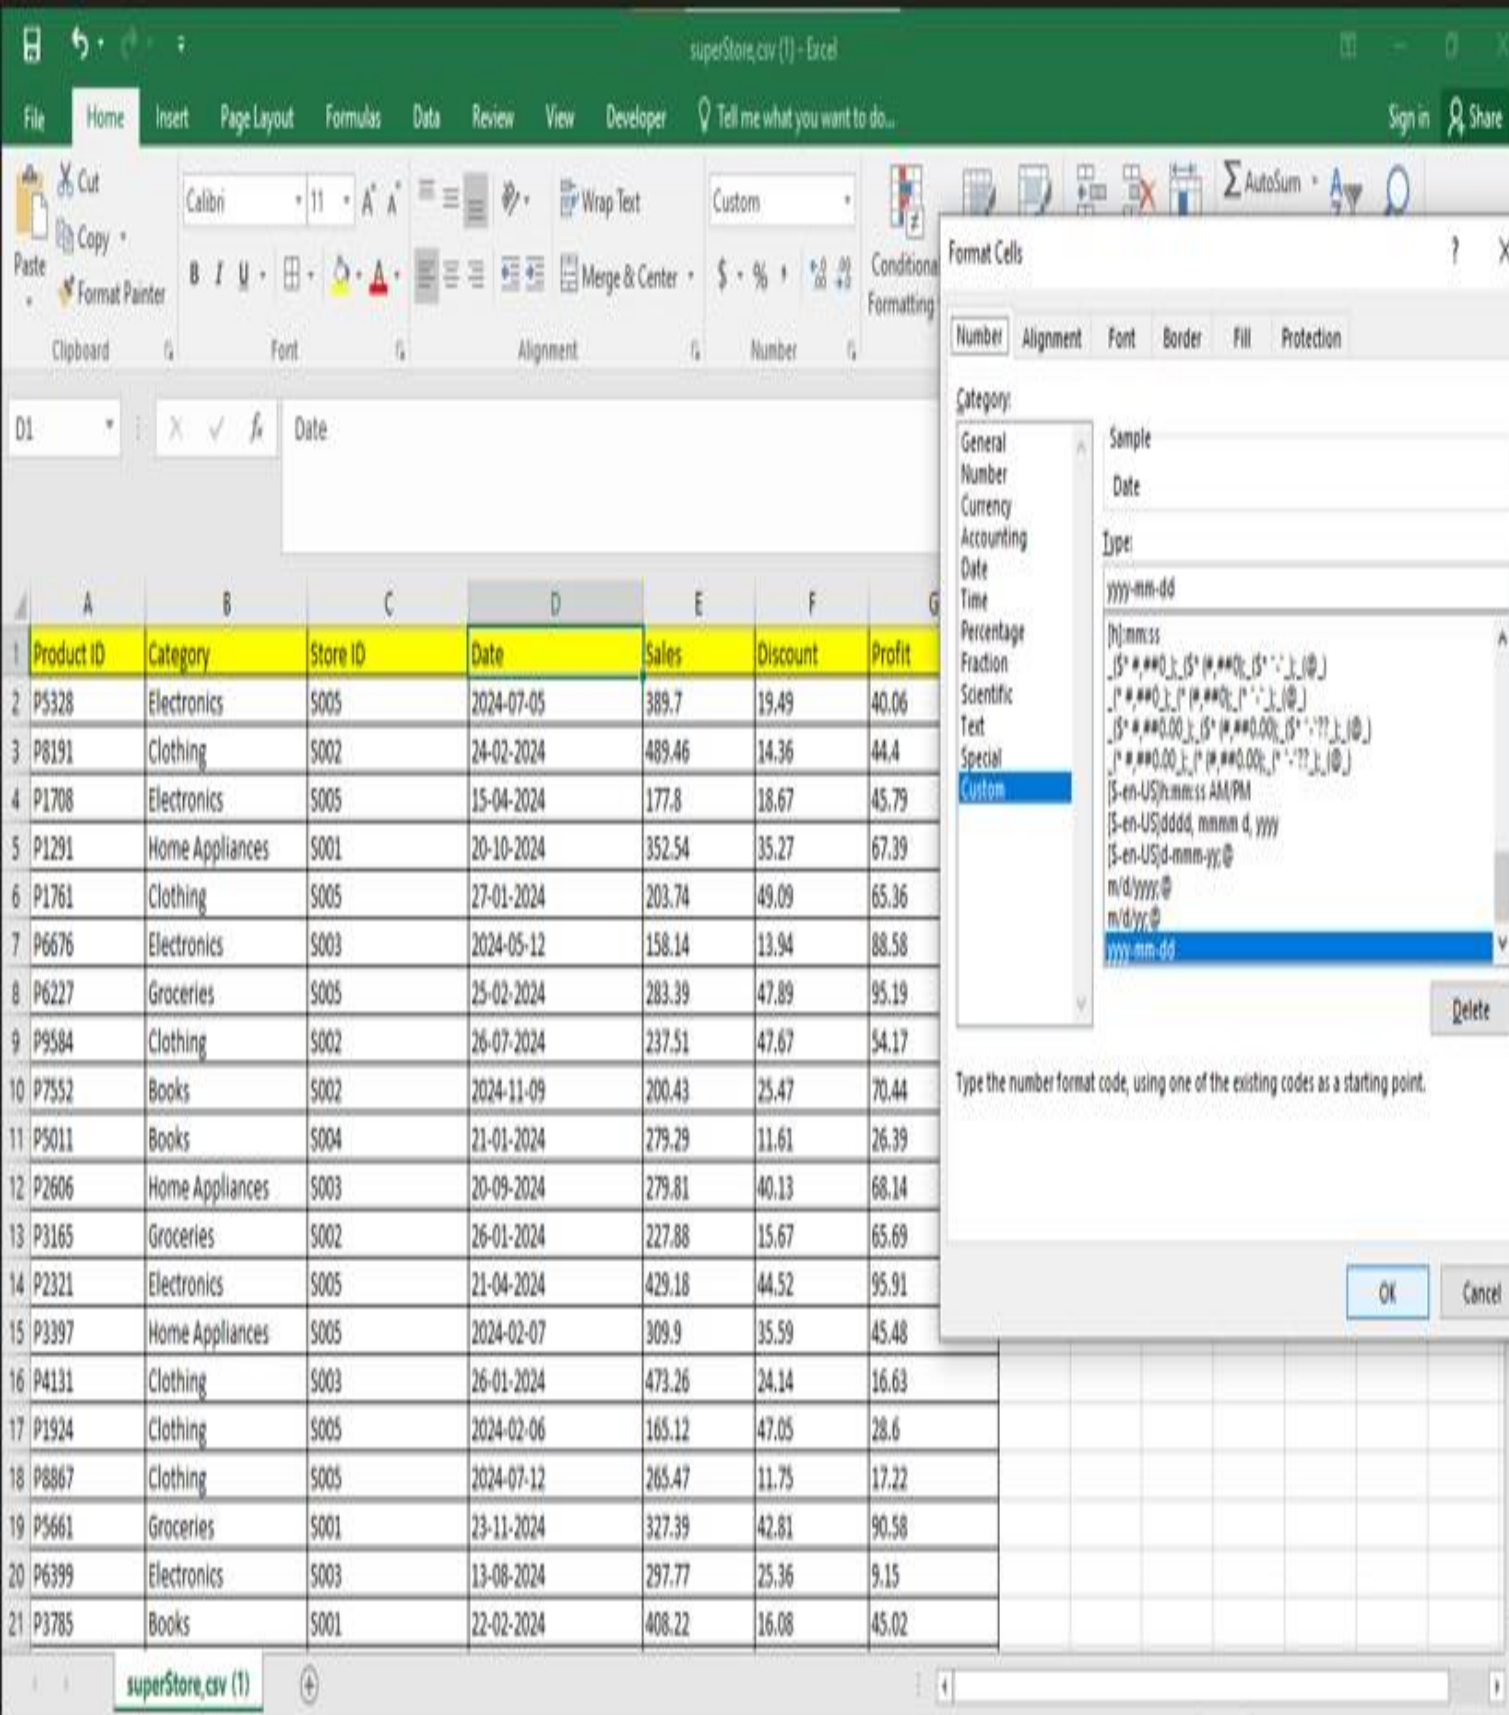 superStore,csv (1) - Excel
File Home Insert Page Layout Formulas Data Review View Developer Tell me what you want to do... Sign in Share
Paste Cut Copy Format Painter Clipboard
Calibri 11 B I U Font
Wrap Text Merge & Center Alignment
Custom $ % Number
Conditional Formatting
AutoSum
D1 fx Date
A B C D E F G
1 Product ID Category Store ID Date Sales Discount Profit
2 P5328 Electronics S005 2024-07-05 389.7 19.49 40.06
3 P8191 Clothing S002 24-02-2024 489.46 14.36 44.4
4 P1708 Electronics S005 15-04-2024 177.8 18.67 45.79
5 P1291 Home Appliances S001 20-10-2024 352.54 35.27 67.39
6 P1761 Clothing S005 27-01-2024 203.74 49.09 65.36
7 P6676 Electronics S003 2024-05-12 158.14 13.94 88.58
8 P6227 Groceries S005 25-02-2024 283.39 47.89 95.19
9 P9584 Clothing S002 26-07-2024 237.51 47.67 54.17
10 P7552 Books S002 2024-11-09 200.43 25.47 70.44
11 P5011 Books S004 21-01-2024 279.29 11.61 26.39
12 P2606 Home Appliances S003 20-09-2024 279.81 40.13 68.14
13 P3165 Groceries S002 26-01-2024 227.88 15.67 65.69
14 P2321 Electronics S005 21-04-2024 429.18 44.52 95.91
15 P3397 Home Appliances S005 2024-02-07 309.9 35.59 45.48
16 P4131 Clothing S003 26-01-2024 473.26 24.14 16.63
17 P1924 Clothing S005 2024-02-06 165.12 47.05 28.6
18 P8867 Clothing S005 2024-07-12 265.47 11.75 17.22
19 P5661 Groceries S001 23-11-2024 327.39 42.81 90.58
20 P6399 Electronics S003 13-08-2024 297.77 25.36 9.15
21 P3785 Books S001 22-02-2024 408.22 16.08 45.02
superStore,csv (1)
Format Cells ? X
Number Alignment Font Border Fill Protection
Category:
General
Number
Currency
Accounting
Date
Time
Percentage
Fraction
Scientific
Text
Special
Custom
Sample
Date
Type:
yyyy-mm-dd
[h]:mm:ss
[$-en-US]h:mm:ss AM/PM
[$-en-US]dddd, mmmm d, yyyy
[$-en-US]d-mmm-yy;@
m/d/yyyy;@
m/d/yy;@
yyyy-mm-dd
Delete
Type the number format code, using one of the existing codes as a starting point.
OK Cancel